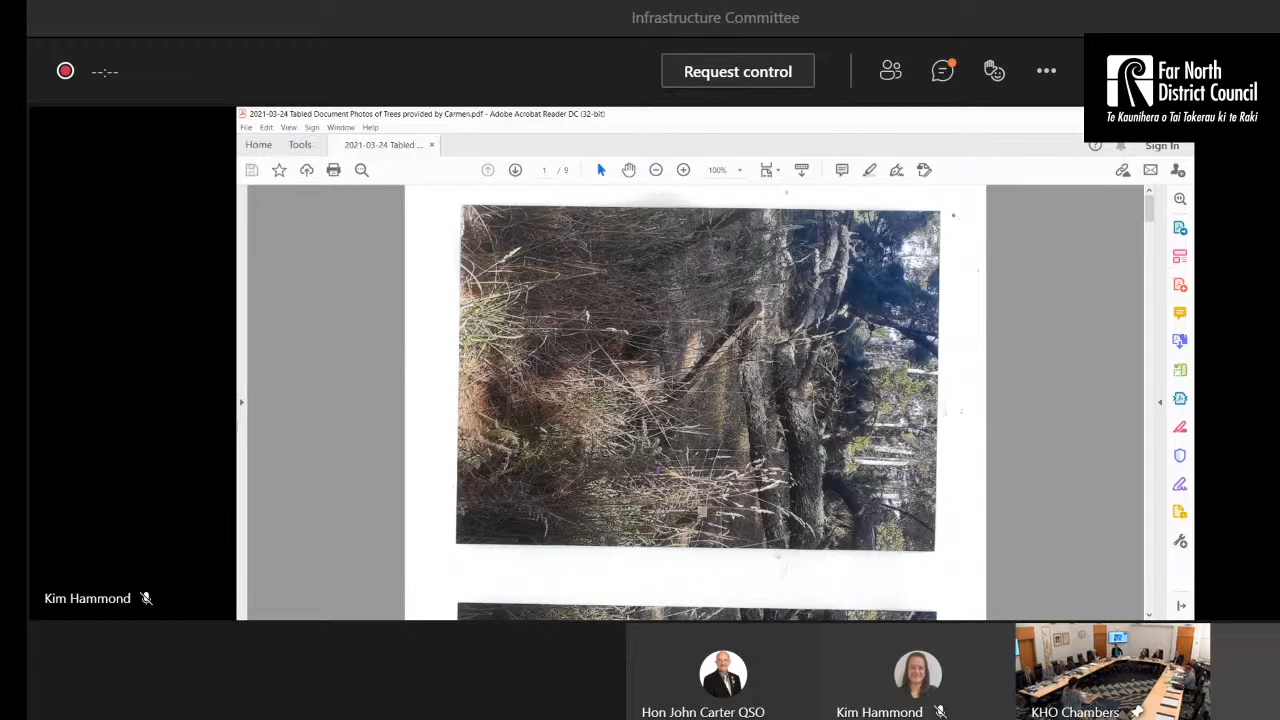 Infrastructure Committee
--:--
Request control
Far North
District Council
Te Kaunihera o Tai Tokerau ki te Raki
2021-03-24 Tabled Document Photos of Trees provided by Carmen.pdf - Adobe Acrobat Reader DC (32-bit)
File Edit View Sign Window Help
Home Tools 2021-03-24 Tabled ... × Sign In
1 / 9 100%
Kim Hammond
Hon John Carter QSO
Kim Hammond
KHO Chambers